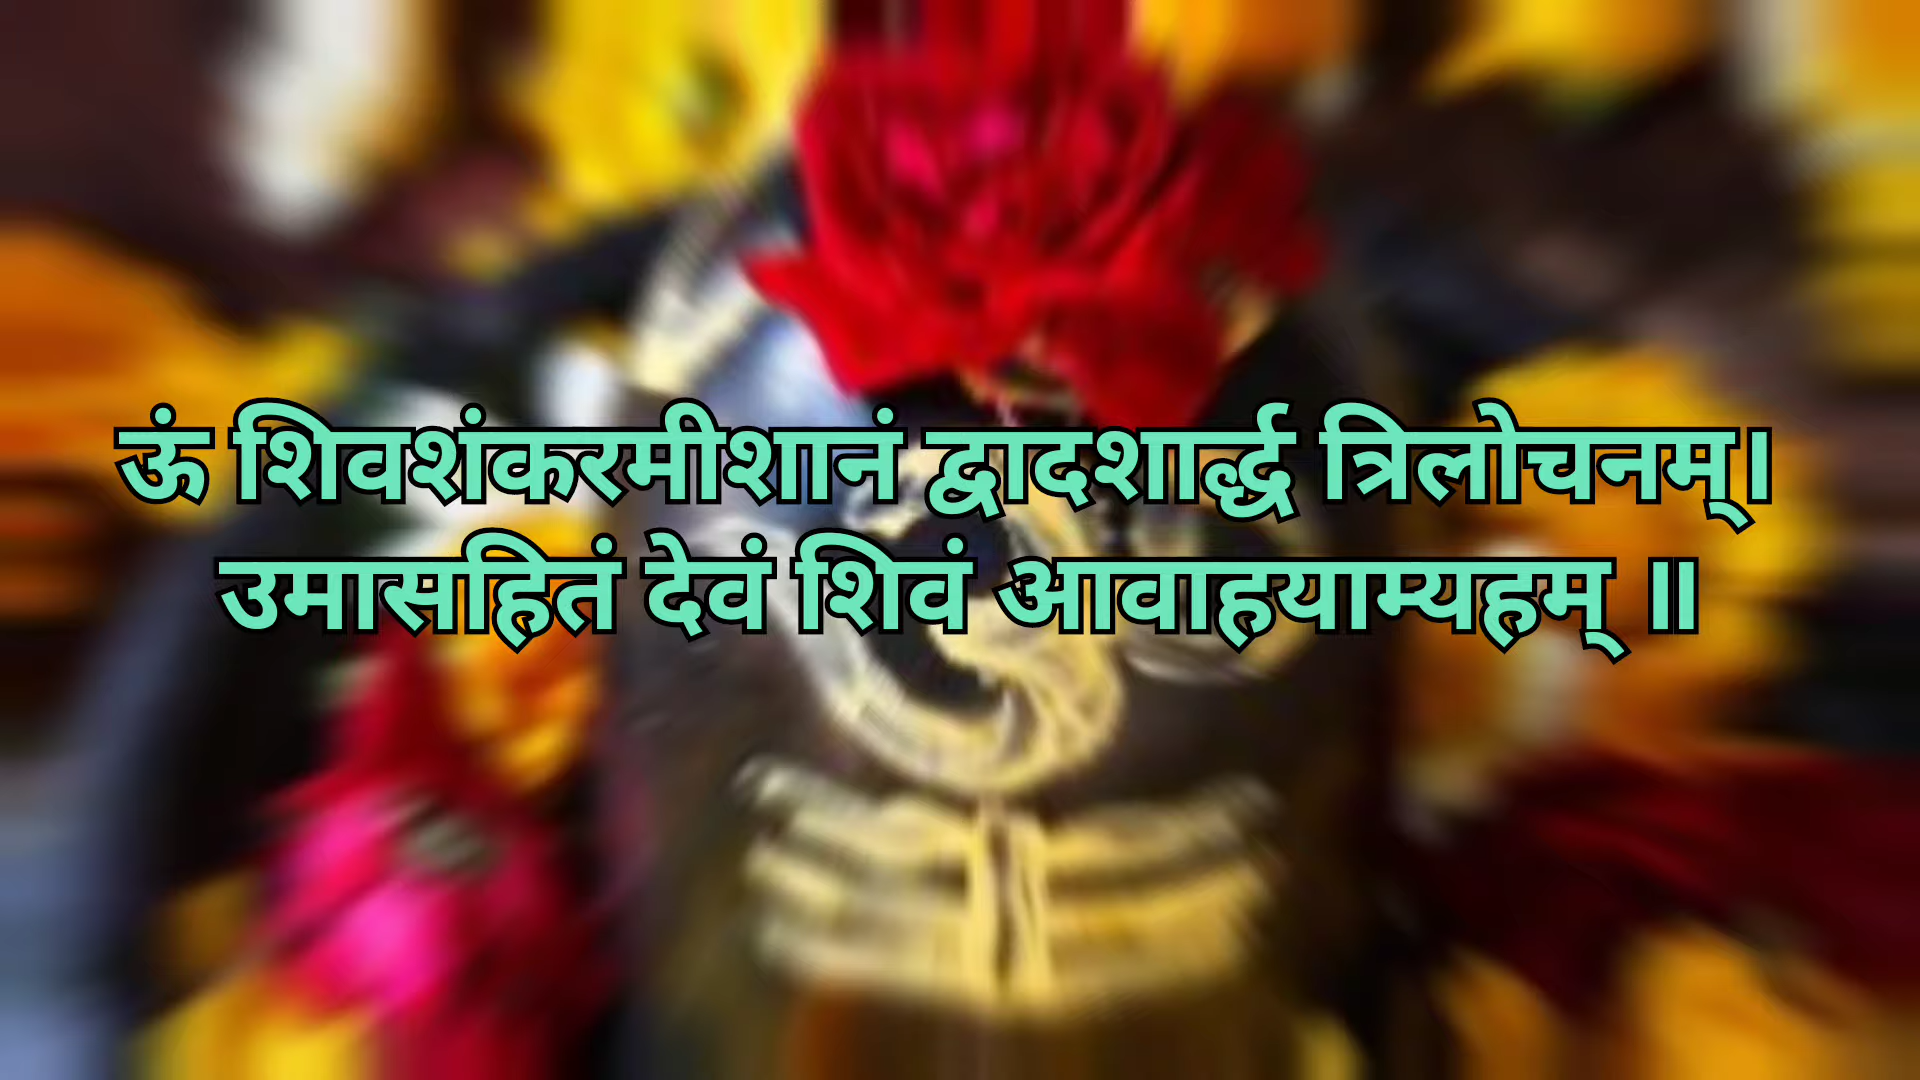 ऊं शिवशंकरमीशानं द्वादशार्द्ध त्रिलोचनम्।
उमासहितं देवं शिवं आवाहयाम्यहम् ॥